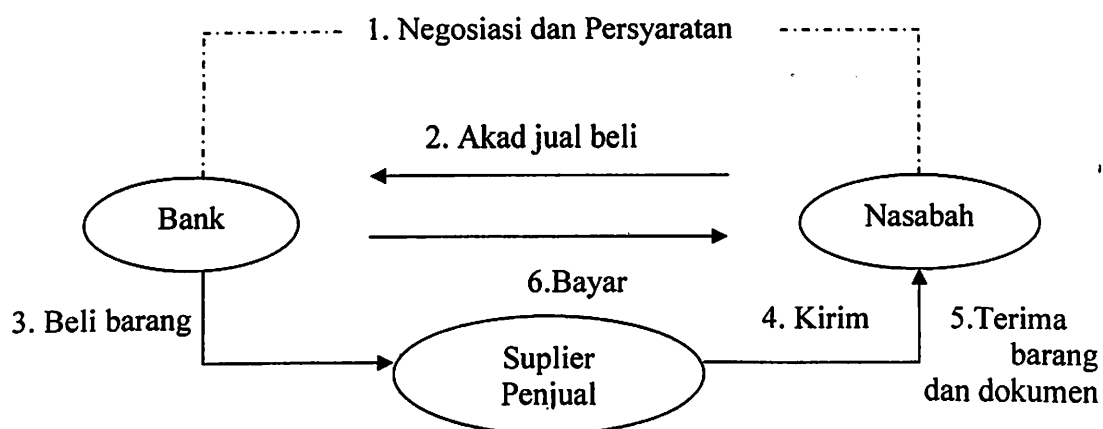 1. Negosiasi dan Persyaratan
2. Akad jual beli
Bank
Nasabah
6.Bayar
3. Beli barang
4. Kirim
5.Terima
barang
dan dokumen
Suplier
Penjual